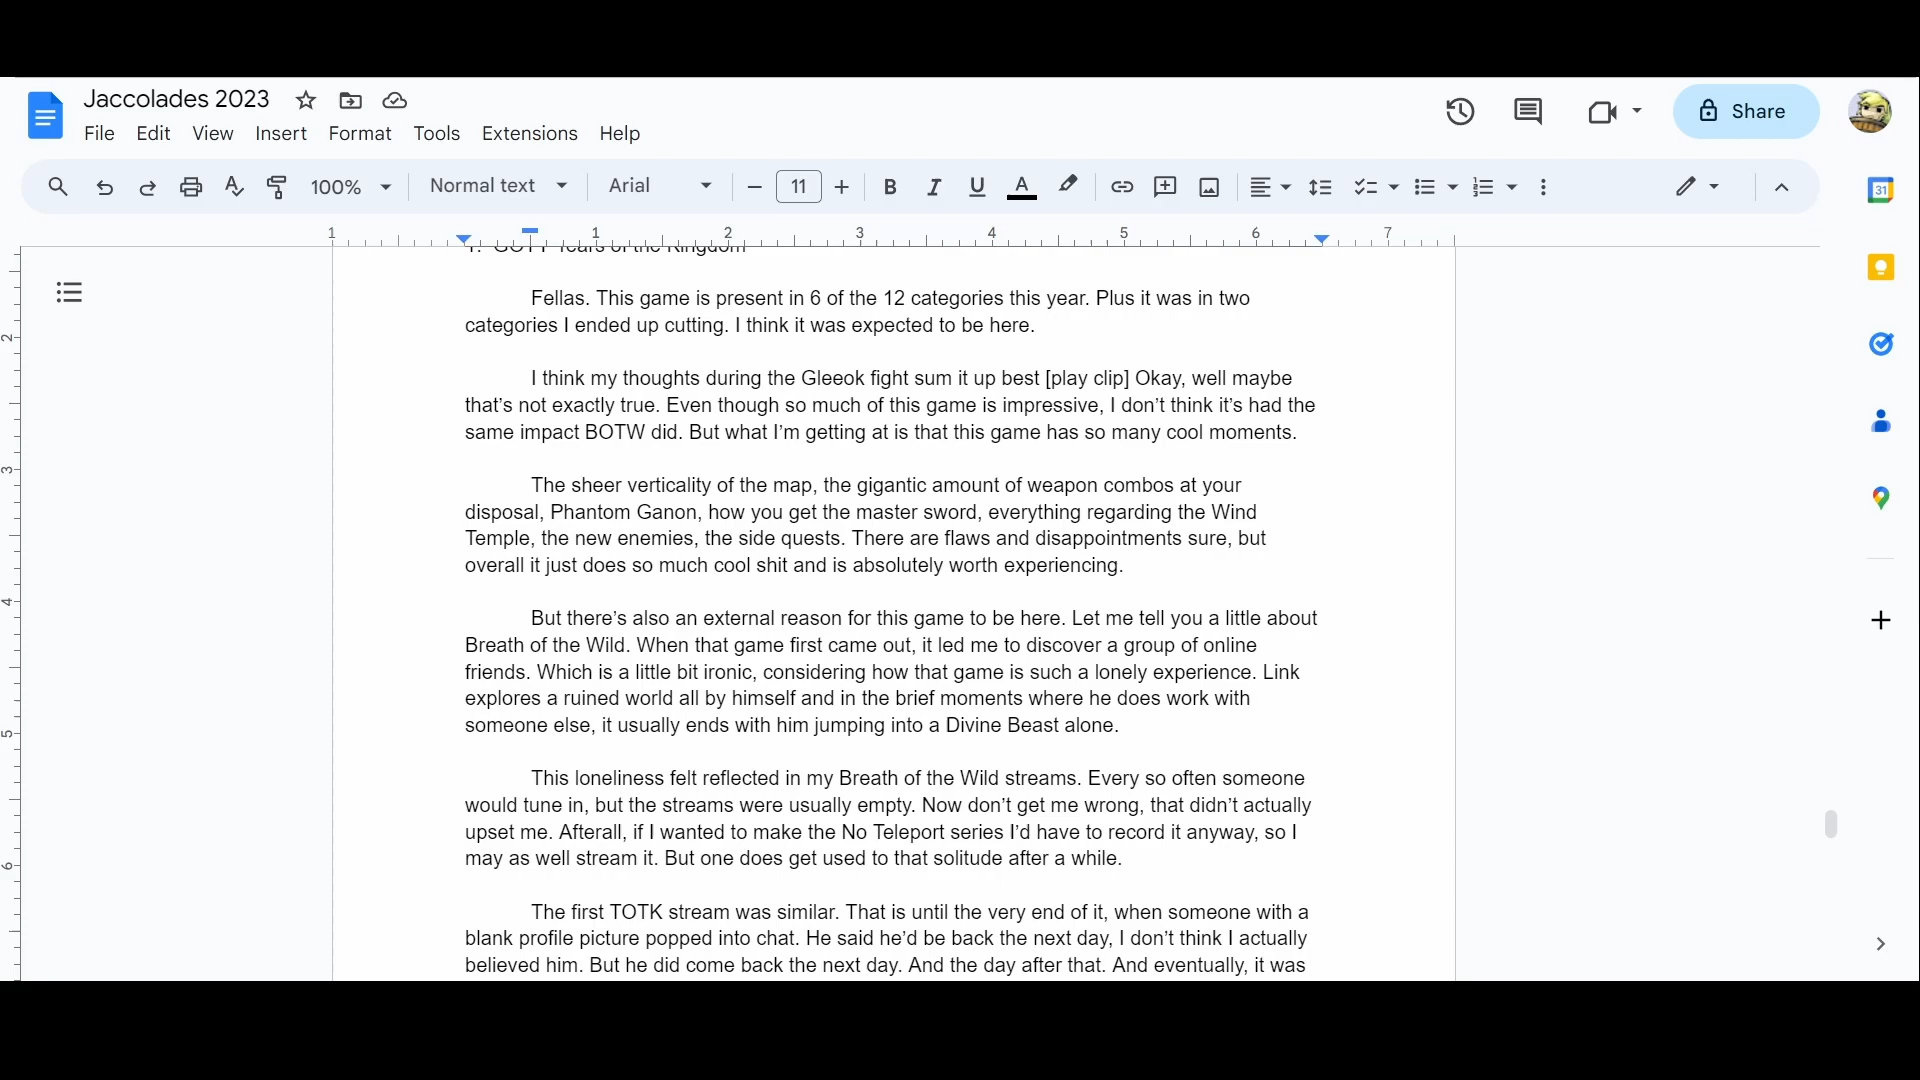 Jaccolades 2023
File Edit View Insert Format Tools Extensions Help
Share
100% Normal text Arial 11 B I U A
31
1 1 2 3 4 5 6 7
2
3
4
5
6
Tears of the Kingdom
Fellas. This game is present in 6 of the 12 categories this year. Plus it was in two
categories I ended up cutting. I think it was expected to be here.
I think my thoughts during the Gleeok fight sum it up best [play clip] Okay, well maybe
that’s not exactly true. Even though so much of this game is impressive, I don’t think it’s had the
same impact BOTW did. But what I’m getting at is that this game has so many cool moments.
The sheer verticality of the map, the gigantic amount of weapon combos at your
disposal, Phantom Ganon, how you get the master sword, everything regarding the Wind
Temple, the new enemies, the side quests. There are flaws and disappointments sure, but
overall it just does so much cool shit and is absolutely worth experiencing.
But there’s also an external reason for this game to be here. Let me tell you a little about
Breath of the Wild. When that game first came out, it led me to discover a group of online
friends. Which is a little bit ironic, considering how that game is such a lonely experience. Link
explores a ruined world all by himself and in the brief moments where he does work with
someone else, it usually ends with him jumping into a Divine Beast alone.
This loneliness felt reflected in my Breath of the Wild streams. Every so often someone
would tune in, but the streams were usually empty. Now don’t get me wrong, that didn’t actually
upset me. Afterall, if I wanted to make the No Teleport series I’d have to record it anyway, so I
may as well stream it. But one does get used to that solitude after a while.
The first TOTK stream was similar. That is until the very end of it, when someone with a
blank profile picture popped into chat. He said he’d be back the next day, I don’t think I actually
believed him. But he did come back the next day. And the day after that. And eventually, it was